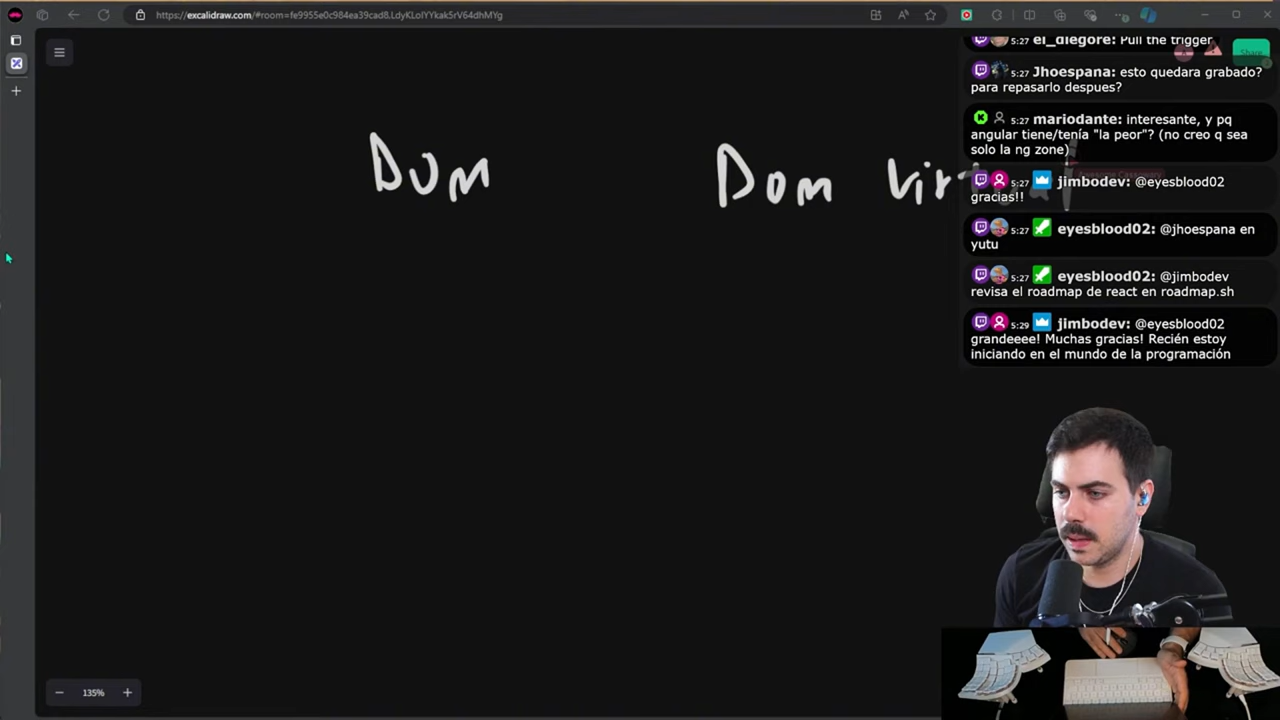 https://excalidraw.com/#room=fe9955e0c984ea39cad8,LdyKLoIYYkak5rV64dhMYg
el_diegore: Pull the trigger
Share
5:27 Jhoespana: esto quedara grabado?
para repasarlo despues?
5:27 mariodante: interesante, y pq
angular tiene/tenía "la peor"? (no creo q sea
solo la ng zone)
Dom Dom Virtual
5:27 jimbodev: @eyesblood02
gracias!!
5:27 eyesblood02: @jhoespana en
yutu
5:27 eyesblood02: @jimbodev
revisa el roadmap de react en roadmap.sh
5:29 jimbodev: @eyesblood02
grandeeee! Muchas gracias! Recién estoy
iniciando en el mundo de la programación
135%